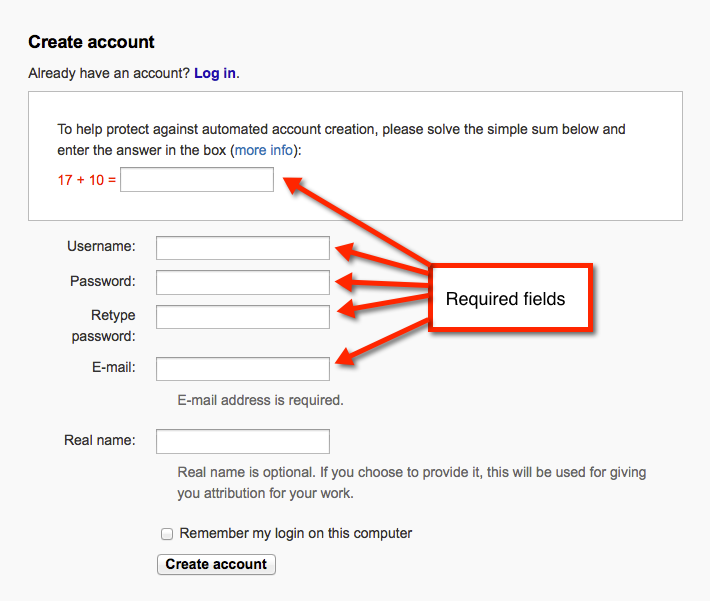 Create account
Already have an account? Log in.
To help protect against automated account creation, please solve the simple sum below and
enter the answer in the box (more info):
17 + 10 =
Username:
Password:
Retype
password:
Required fields
E-mail:
E-mail address is required.
Real name:
Real name is optional. If you choose to provide it, this will be used for giving
you attribution for your work.
Remember my login on this computer
Create account